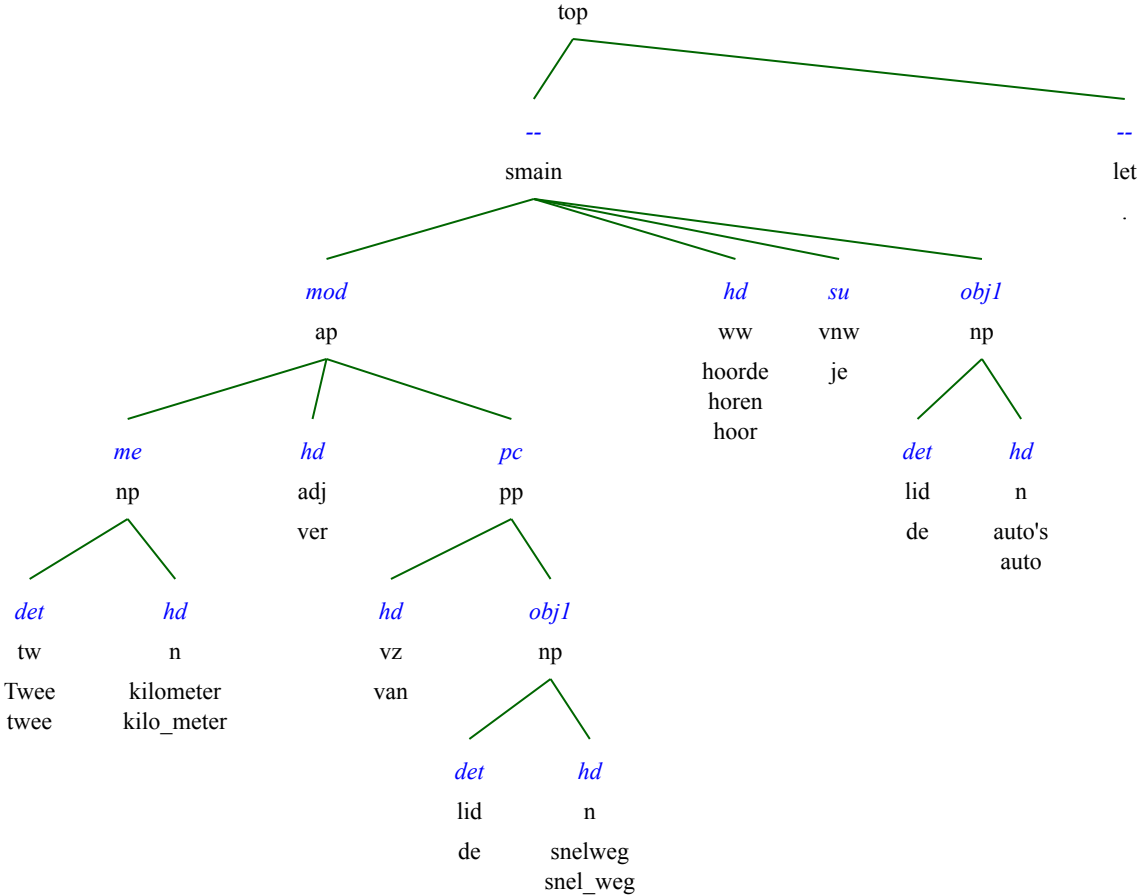 top
-- --
smain let
.
mod hd su obj1
ap ww vnw np
hoorde je
horen
hoor
me hd pc det hd
np adj pp lid n
ver de auto's
auto
det hd hd obj1
tw n vz np
Twee kilometer van
twee kilo_meter
det hd
lid n
de snelweg
snel_weg